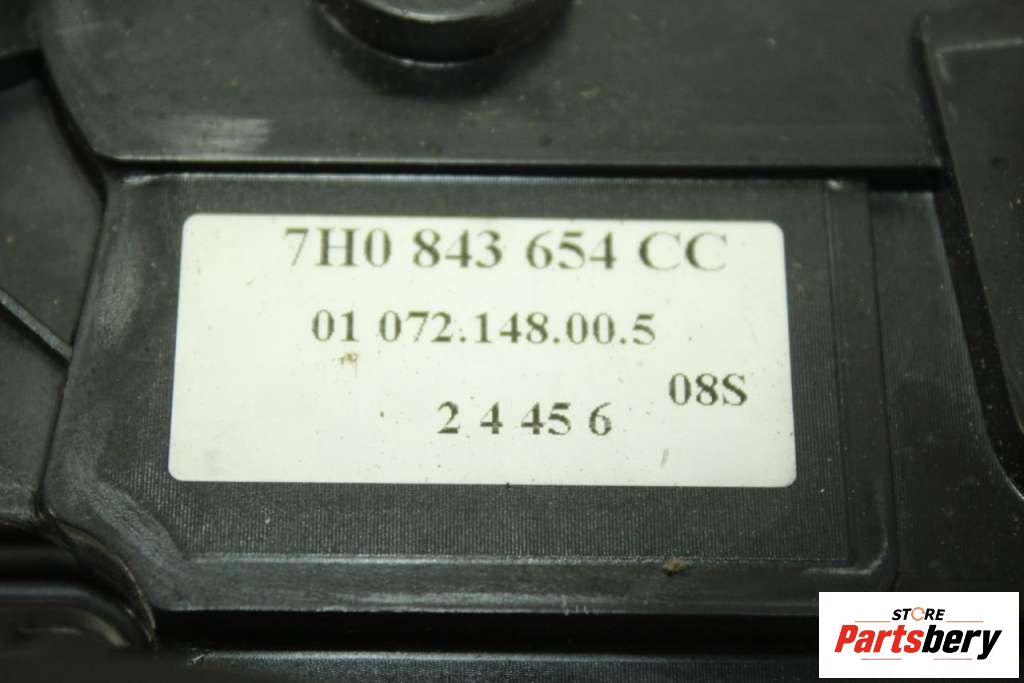 7H0 843 654 CC
01 072.148.00.5
08S
2 4 45 6
STORE
Partsbery